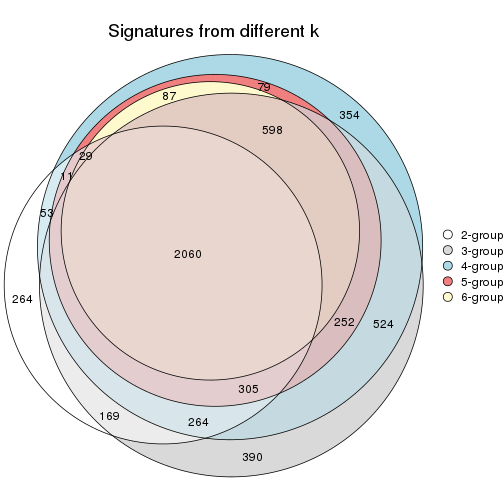 Signatures from different k
79
87
354
598
29
11
53
2060
264
252
524
305
169
264
390
2-group
3-group
4-group
5-group
6-group